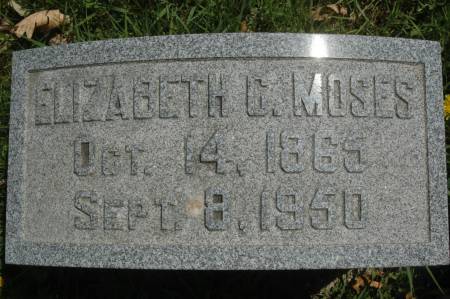 ELIZABETH C. MOSES
OCT. 14, 1865
SEPT. 8, 1950